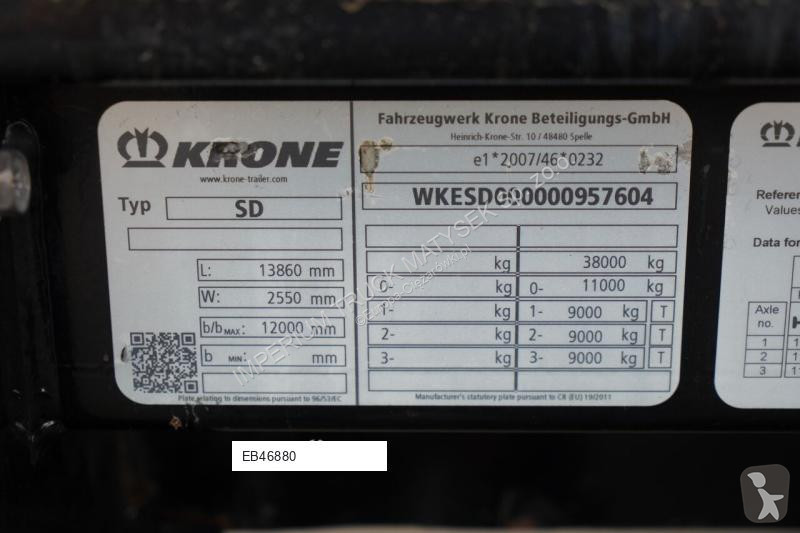 KRONE
www.krone-trailer.com
Typ SD
L: 13860 mm
W: 2550 mm
b/b MAX: 12000 mm
b MIN: mm
Plate relating to dimensions pursuant to 96/53/EC
Fahrzeugwerk Krone Beteiligungs-GmbH
Heinrich-Krone-Str. 10 / 48480 Spelle
e1*2007/46*0232
WKESD000000957604
kg 38000 kg
0- kg 0- 11000 kg
1- kg 1- 9000 kg T
2- kg 2- 9000 kg T
3- kg 3- 9000 kg T
Manufacturer's statutory plate pursuant to CR (EU) 19/2011
IMPERIUM TRUCK MATYSEK SP. ZO.O.
Values
Data for
Axle
no.
1
2
3
EB46880